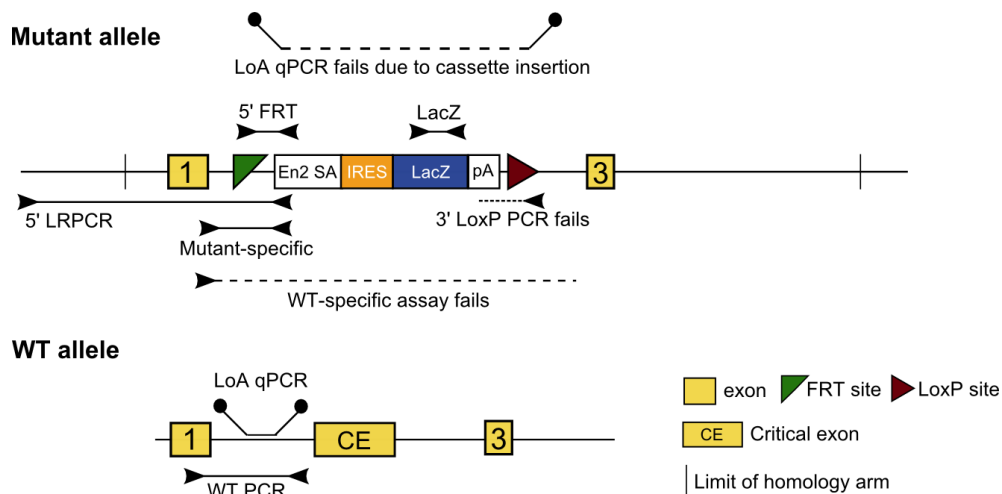 Mutant allele
LoA qPCR fails due to cassette insertion
5' FRT
LacZ
1
En2 SA
IRES
LacZ
pA
3
5' LRPCR
3' LoxP PCR fails
Mutant-specific
WT-specific assay fails
WT allele
LoA qPCR
1
CE
3
WT PCR
exon
FRT site
LoxP site
CE
Critical exon
Limit of homology arm